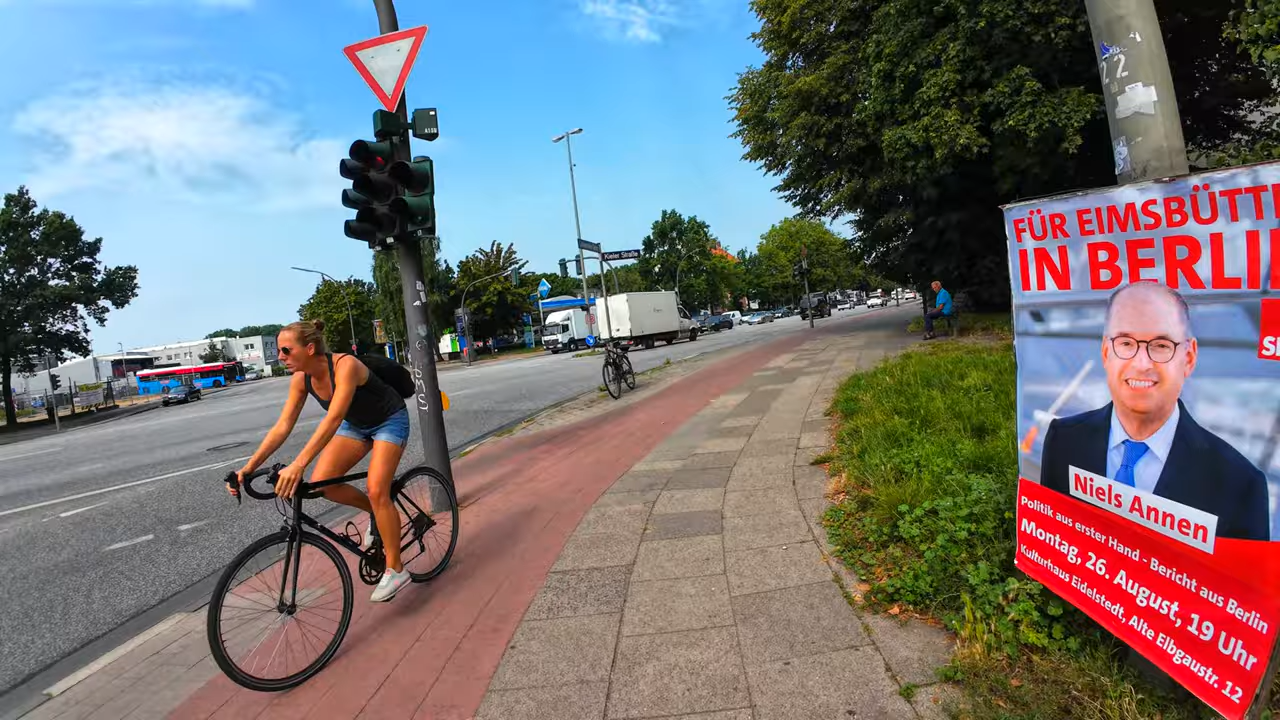 Kieler Straße
FÜR EIMSBÜTT
IN BERLI
Niels Annen
Politik aus erster Hand - Bericht aus Berlin
Montag, 26. August, 19 Uhr
Kulturhaus Eidelstedt, Alte Elbgaustr. 12